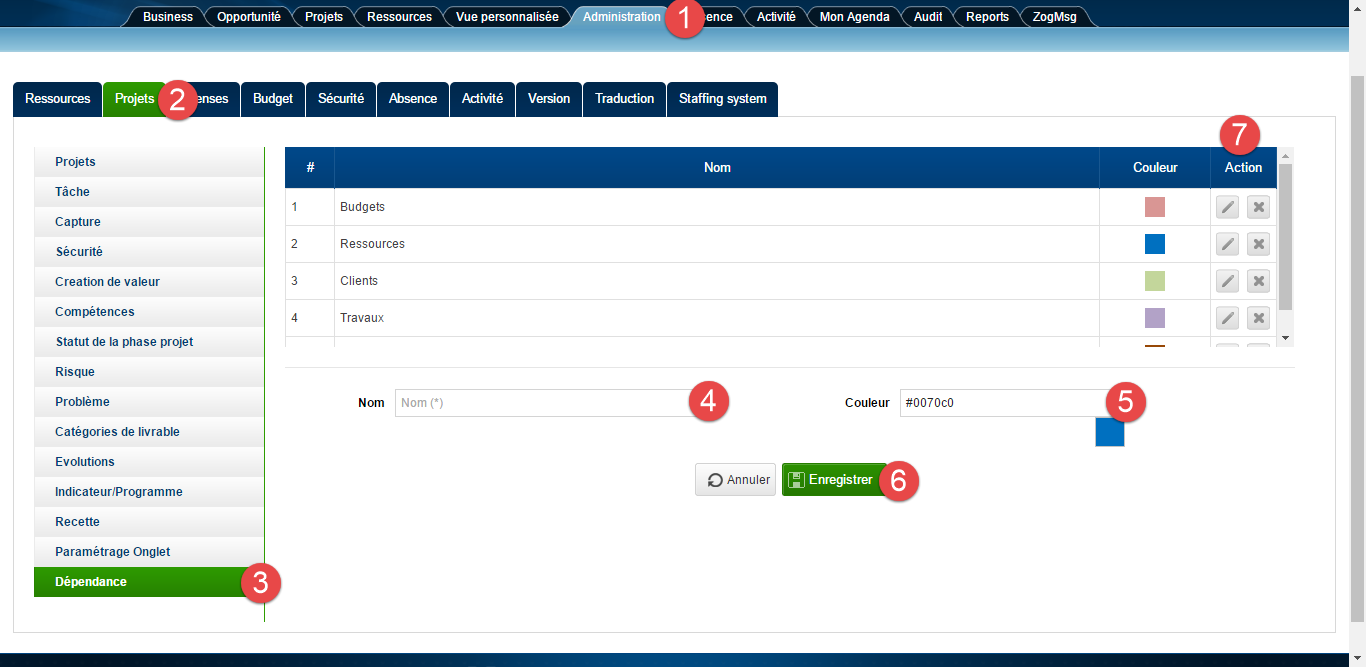 Business Opportunité Projets Ressources Vue personnalisée Administration 1 ence Activité Mon Agenda Audit Reports ZogMsg
Ressources Projets 2 enses Budget Sécurité Absence Activité Version Traduction Staffing system
7
Projets
Tâche
Capture
Sécurité
Creation de valeur
Compétences
Statut de la phase projet
Risque
Problème
Catégories de livrable
Evolutions
Indicateur/Programme
Recette
Paramétrage Onglet
Dépendance 3
# Nom Couleur Action
1 Budgets
2 Ressources
3 Clients
4 Travaux
Nom Nom (*) 4 Couleur #0070c0 5
Annuler Enregistrer 6